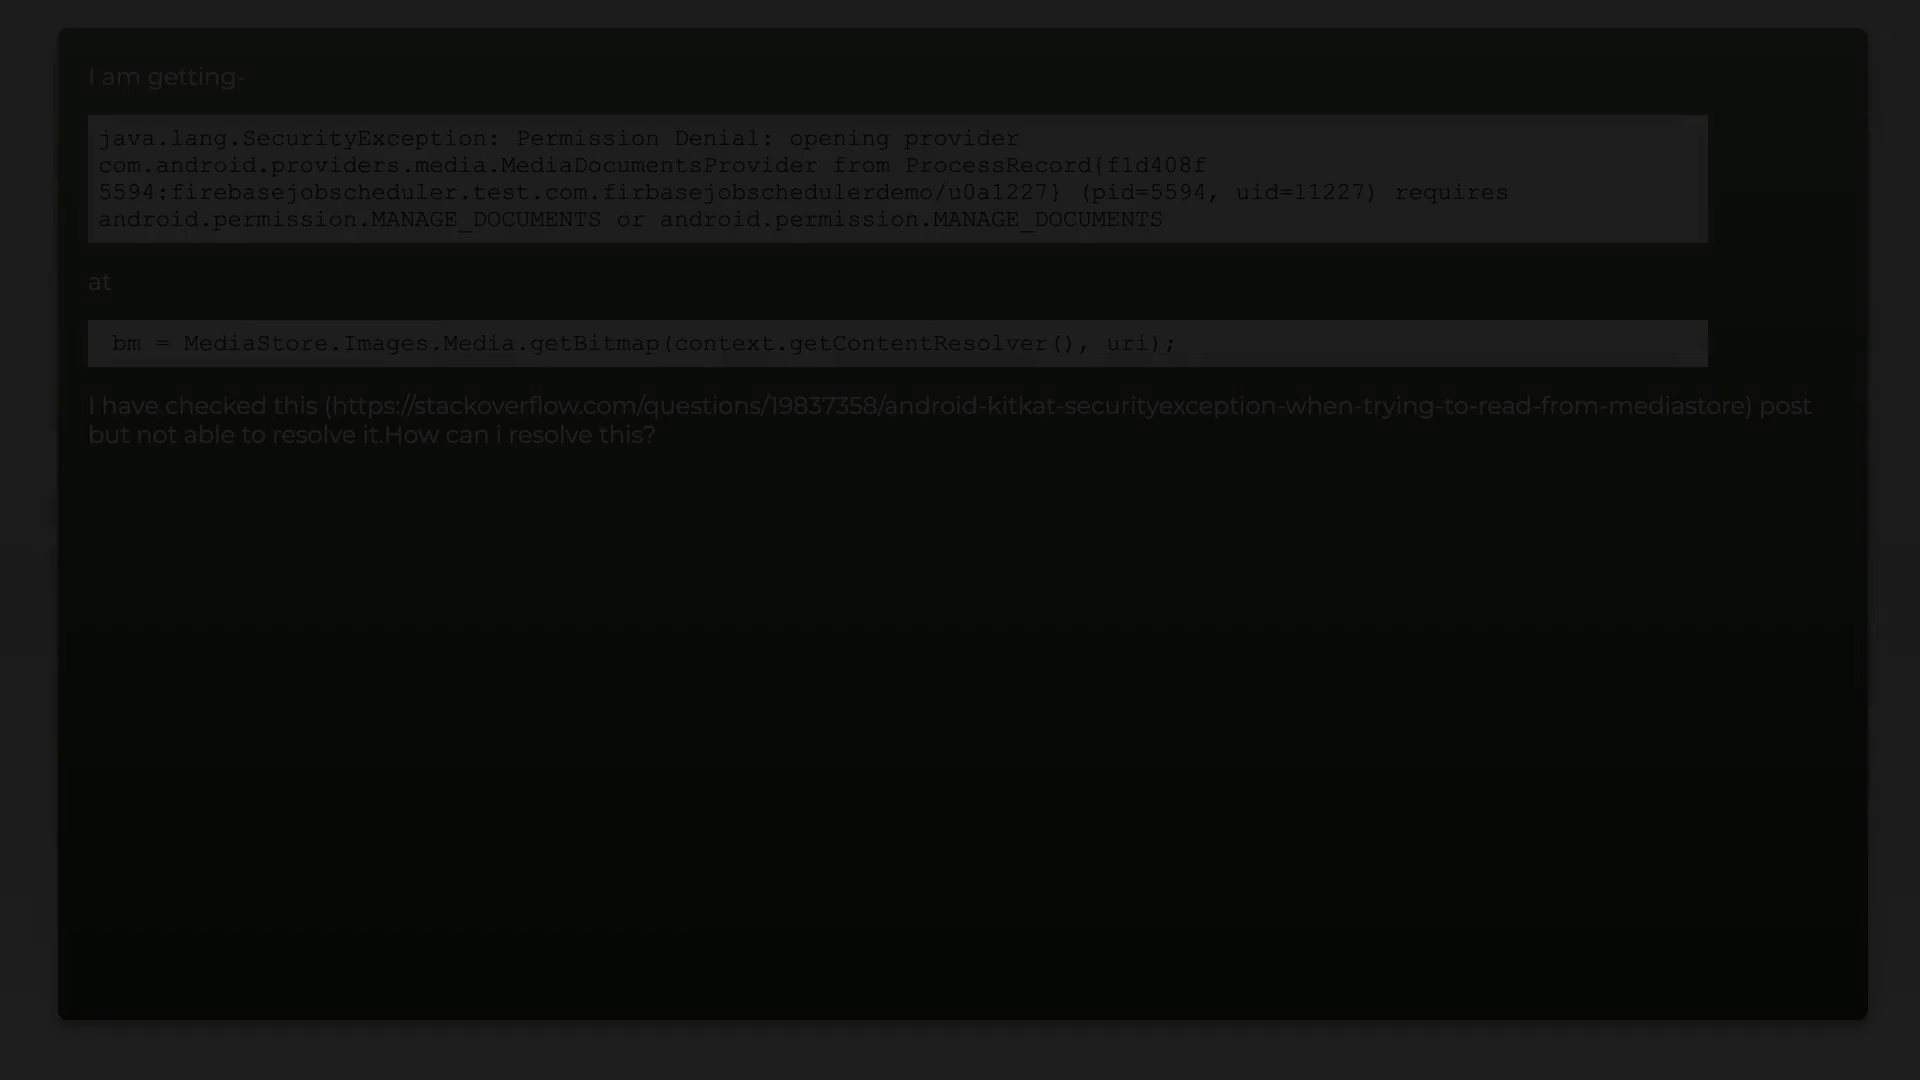 I am getting-
java.lang.SecurityException: Permission Denial: opening provider
com.android.providers.media.MediaDocumentsProvider from ProcessRecord{f1d408f
5594:firebasejobscheduler.test.com.firbasejobschedulerdemo/u0a1227} (pid=5594, uid=11227) requires
android.permission.MANAGE_DOCUMENTS or android.permission.MANAGE_DOCUMENTS
at
bm = MediaStore.Images.Media.getBitmap(context.getContentResolver(), uri);
I have checked this (https://stackoverflow.com/questions/19837358/android-kitkat-securityexception-when-trying-to-read-from-mediastore) post
but not able to resolve it.How can i resolve this?